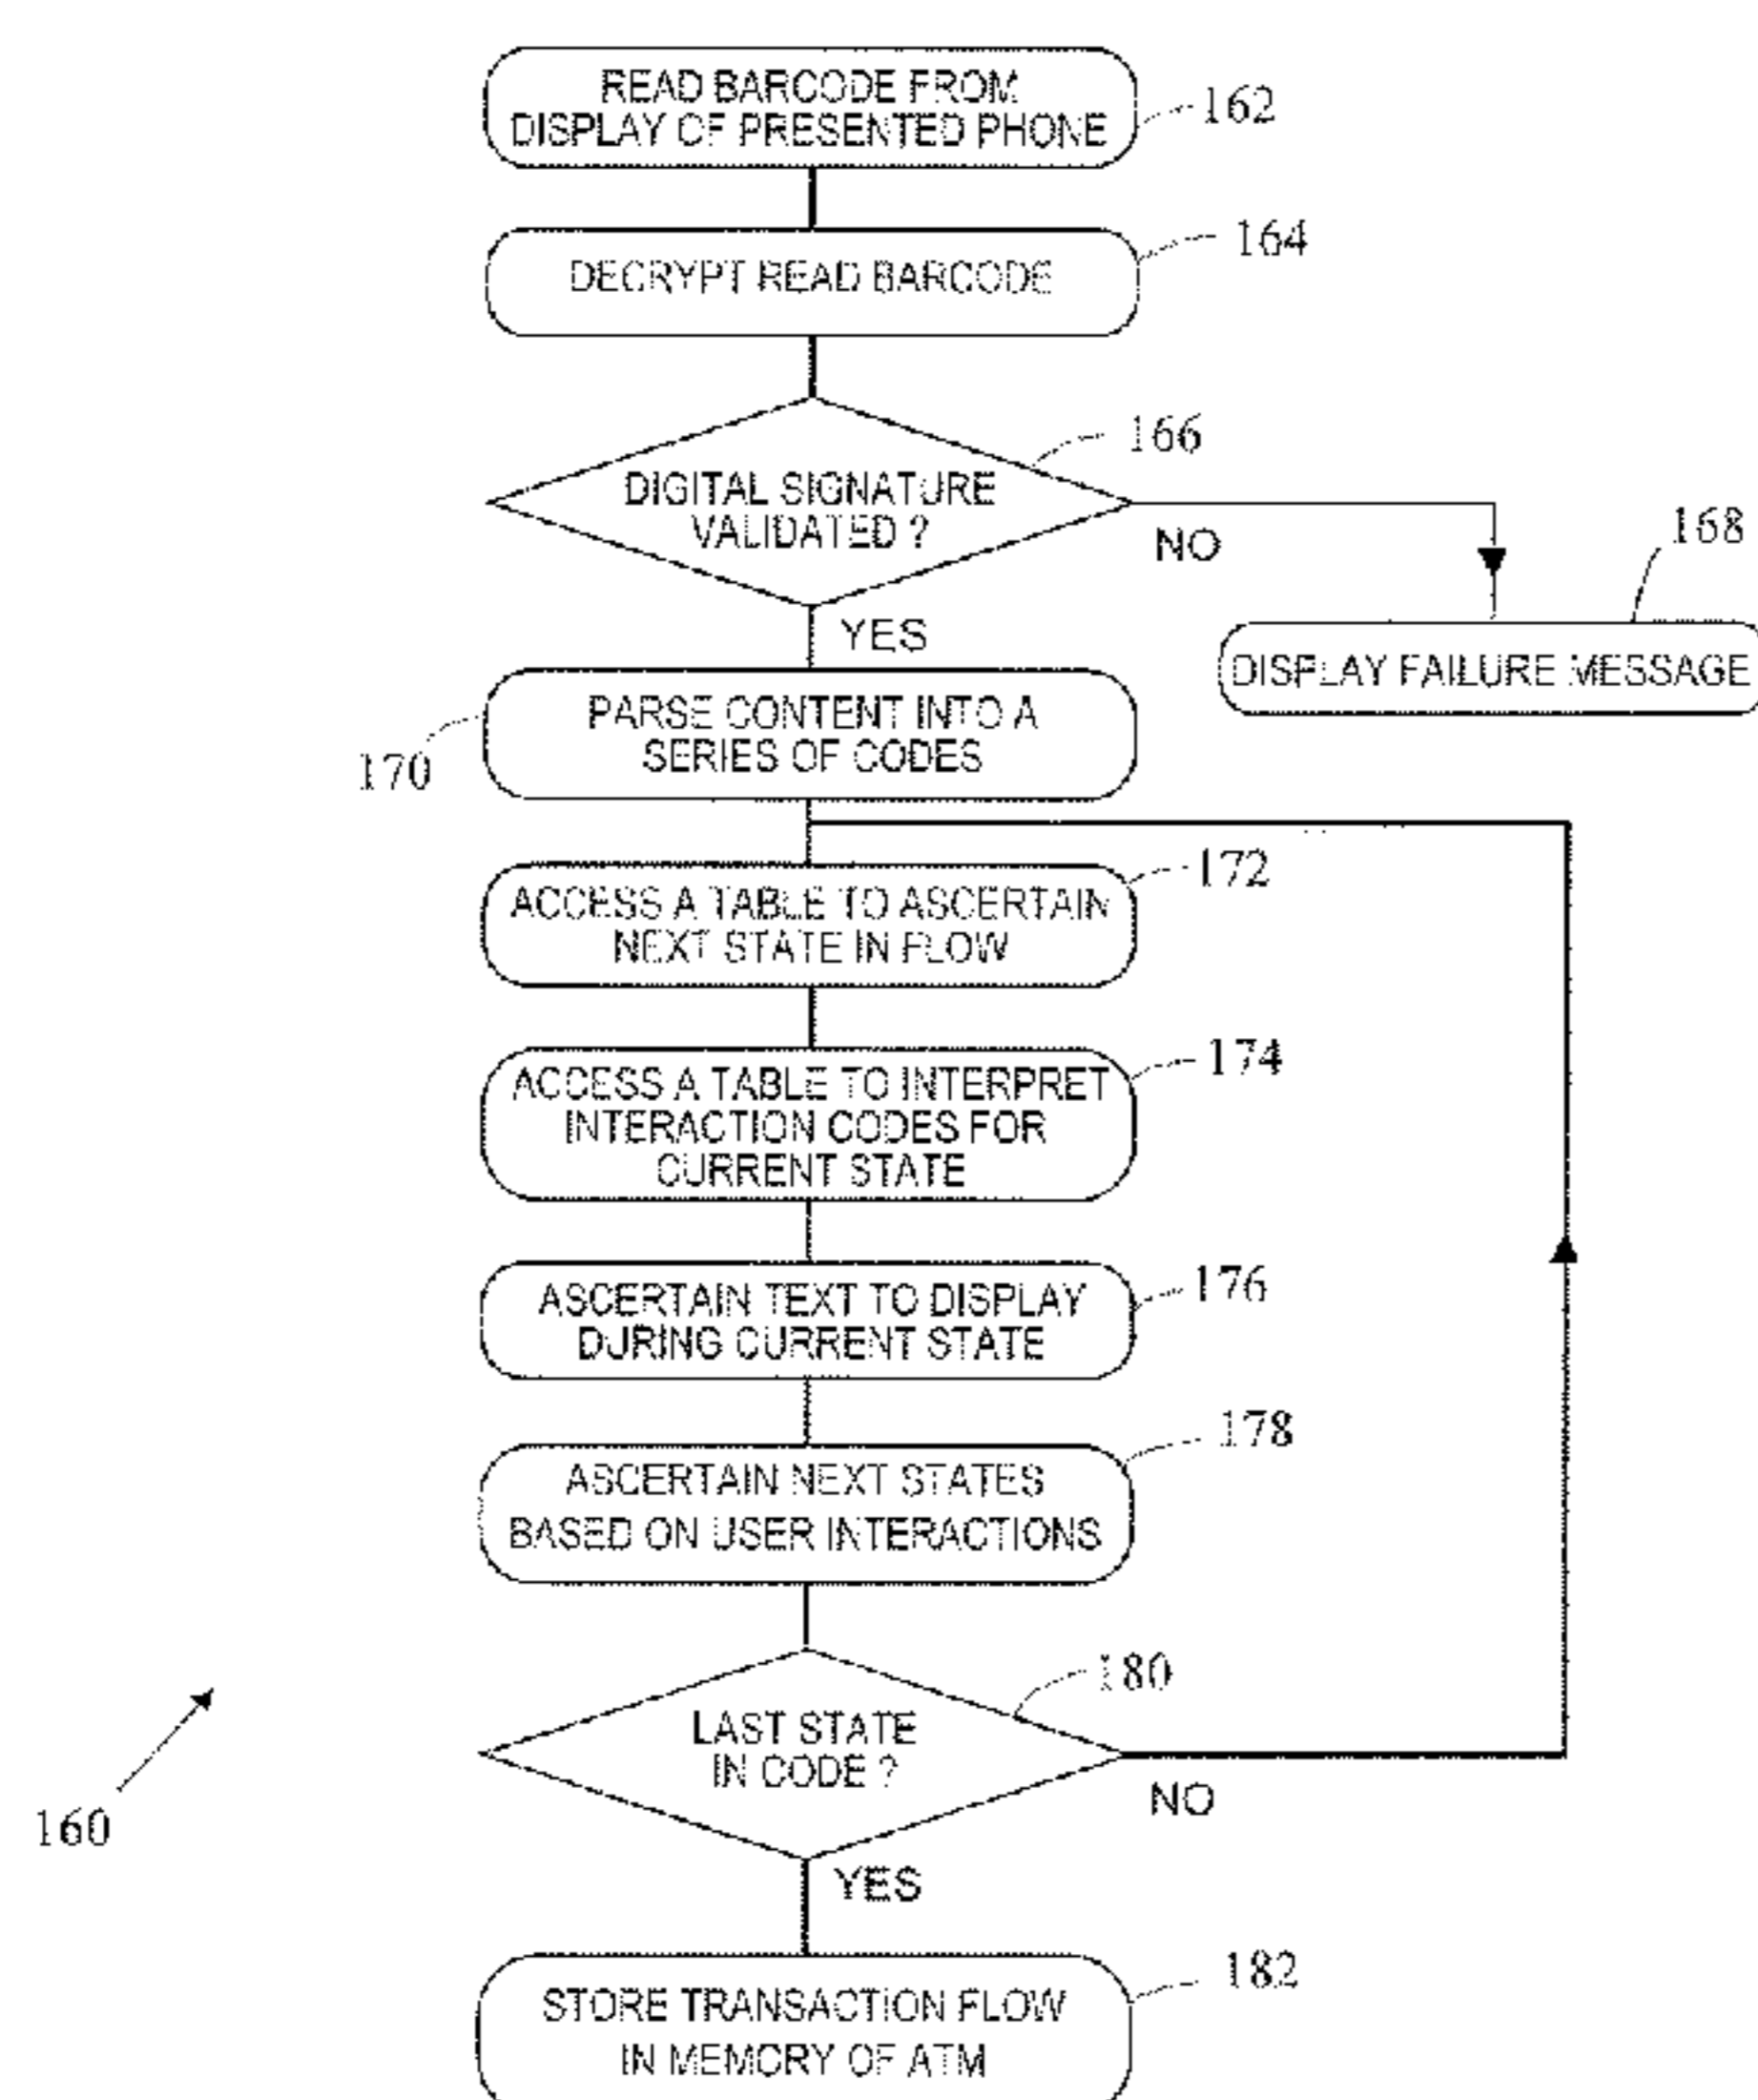 READ BARCODE FROM
DISPLAY OF PRESENTED PHONE
162
DECRYPT READ BARCODE
164
DIGITAL SIGNATURE
VALIDATED ?
166
NO
168
YES
DISPLAY FAILURE MESSAGE
PARSE CONTENT INTO A
SERIES OF CODES
170
ACCESS A TABLE TO ASCERTAIN
NEXT STATE IN FLOW
172
ACCESS A TABLE TO INTERPRET
INTERACTION CODES FOR
CURRENT STATE
174
ASCERTAIN TEXT TO DISPLAY
DURING CURRENT STATE
176
ASCERTAIN NEXT STATES
BASED ON USER INTERACTIONS
178
LAST STATE
IN CODE ?
180
NO
160
YES
STORE TRANSACTION FLOW
IN MEMORY OF ATM
182